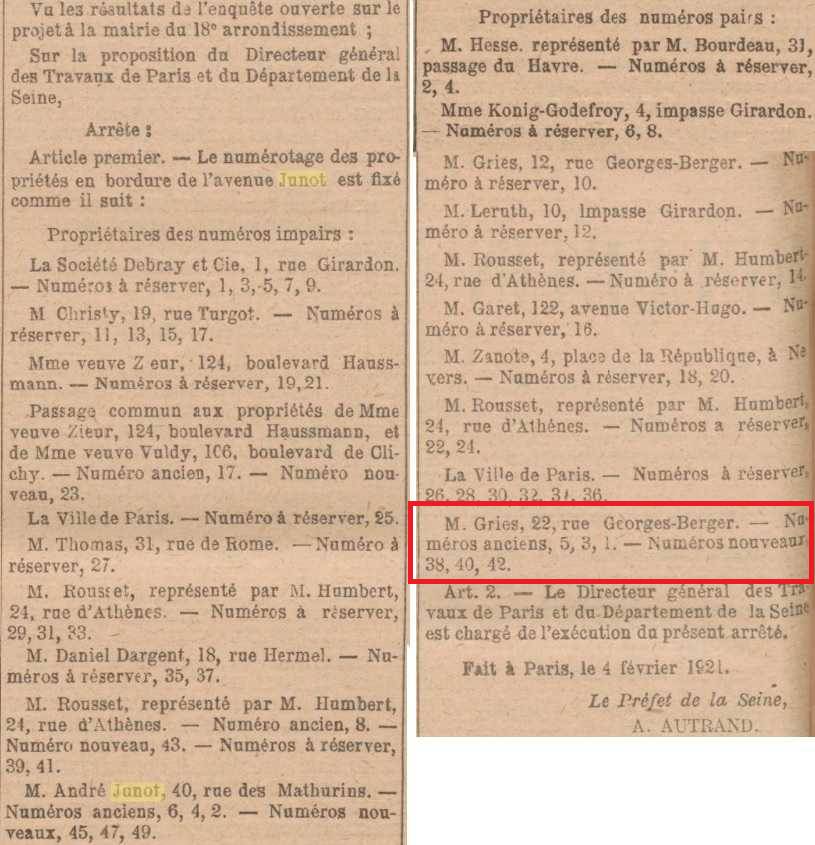 Vu les résultats de l'enquête ouverte sur le
projet à la mairie du 18e arrondissement ;
Sur la proposition du Directeur général
des Travaux de Paris et du Département de la
Seine,
Arrête :
Article premier. — Le numérotage des pro-
priétés en bordure de l'avenue Junot est fixé
comme il suit :
Propriétaires des numéros impairs :
La Société Debray et Cie, 1, rue Girardon.
— Numéros à réserver, 1, 3, 5, 7, 9.
M Christy, 19, rue Turgot. — Numéros à
réserver, 11, 13, 15, 17.
Mme veuve Z eur, 124, boulevard Hauss-
mann. — Numéros à réserver, 19, 21.
Passage commun aux propriétés de Mme
veuve Zieur, 124, boulevard Haussmann, et
de Mme veuve Vuldy, 106, boulevard de Cli-
chy. — Numéro ancien, 17. — Numéro nou-
veau, 23.
La Ville de Paris. — Numéro à réserver, 25.
M. Thomas, 31, rue de Rome. — Numéro à
réserver, 27.
M. Rousset, représenté par M. Humbert,
24, rue d'Athènes. — Numéros à réserver,
29, 31, 33.
M. Daniel Dargent, 18, rue Hermel. — Nu-
méros à réserver, 35, 37.
M. Rousset, représenté par M. Humbert,
24, rue d'Athènes. — Numéro ancien, 8. —
Numéro nouveau, 43. — Numéros à réserver,
39, 41.
M. André Junot, 40, rue des Mathurins. —
Numéros anciens, 6, 4, 2. — Numéros nou-
veaux, 45, 47, 49.
Propriétaires des numéros pairs :
M. Hesse. représenté par M. Bourdeau, 31,
passage du Havre. — Numéros à réserver,
2, 4.
Mme Konig-Godefroy, 4, impasse Girardon.
— Numéros à réserver, 6, 8.
M. Gries, 12, rue Georges-Berger. — Nu-
méro à réserver, 10.
M. Leruth, 10, Impasse Girardon. — Nu-
méro à réserver, 12.
M. Rousset, représenté par M. Humbert
24, rue d'Athènes. — Numéro à réserver, 14.
M. Garet, 122, avenue Victor-Hugo. — Nu-
méro à réserver, 16.
M. Zanote, 4, place de la République, à Ne
vers. — Numéros à réserver, 18, 20.
M. Rousset, représenté par M. Humbert,
24, rue d'Athènes. — Numéros a réserver,
22, 24.
La Ville de Paris. — Numéros à réserver,
26, 28, 30, 32, 34, 36.
M. Gries, 22, rue Georges-Berger. — Nu-
méros anciens, 5, 3, 1. — Numéros nouveaux
38, 40, 42.
Art. 2. — Le Directeur général des Tra-
vaux de Paris et du Département de la Seine
est chargé de l'exécution du présent arrêté.
Fait à Paris, le 4 février 1921.
Le Préfet de la Seine,
A. AUTRAND.